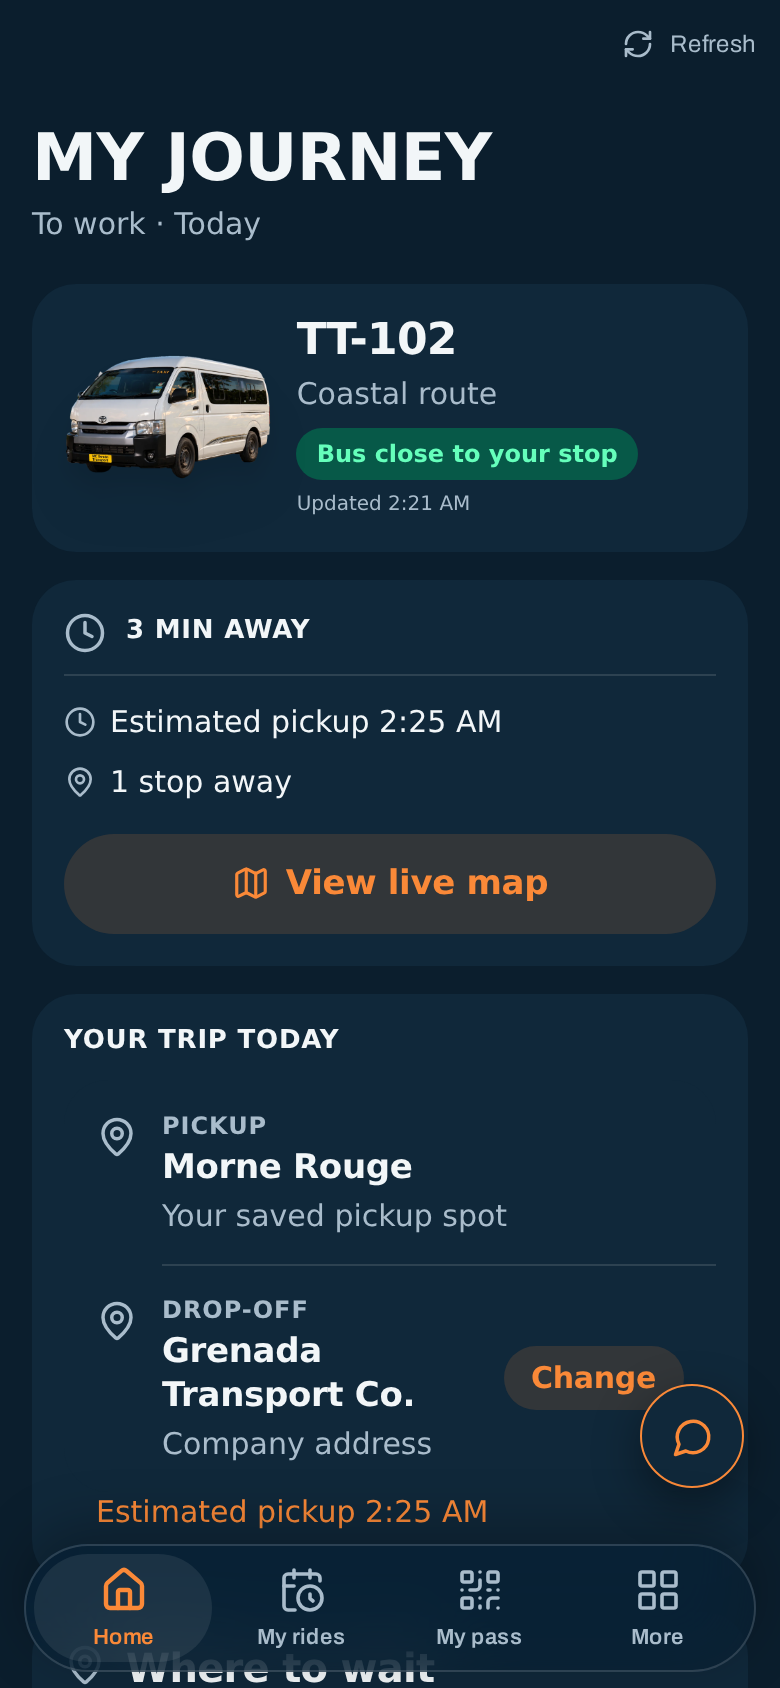 Refresh
MY JOURNEY
To work · Today
TT-102
Coastal route
Bus close to your stop
Updated 2:21 AM
3 MIN AWAY
Estimated pickup 2:25 AM
1 stop away
View live map
YOUR TRIP TODAY
PICKUP
Morne Rouge
Your saved pickup spot
DROP-OFF
Grenada
Transport Co.
Change
Company address
Estimated pickup 2:25 AM
Where to wait
Home
My rides
My pass
More